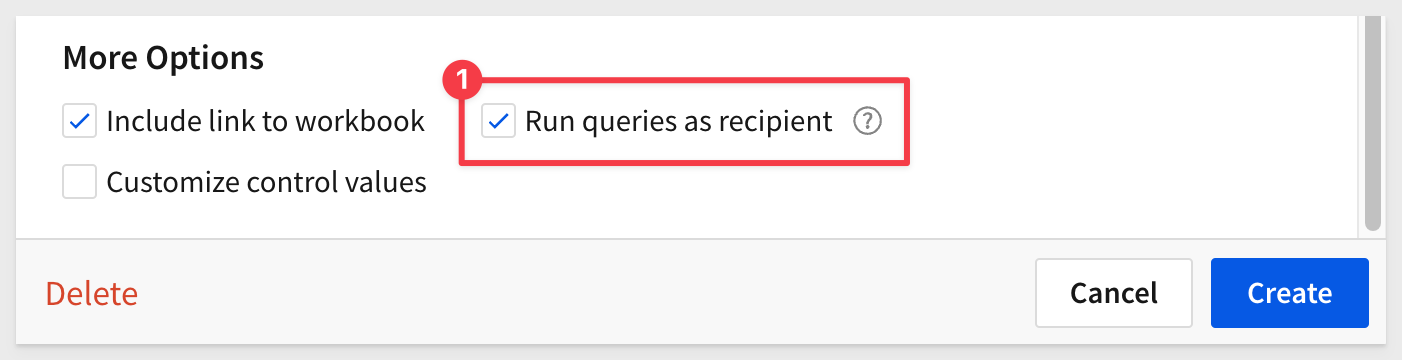 More Options
1
Include link to workbook
Run queries as recipient ?
Customize control values
Delete
Cancel
Create